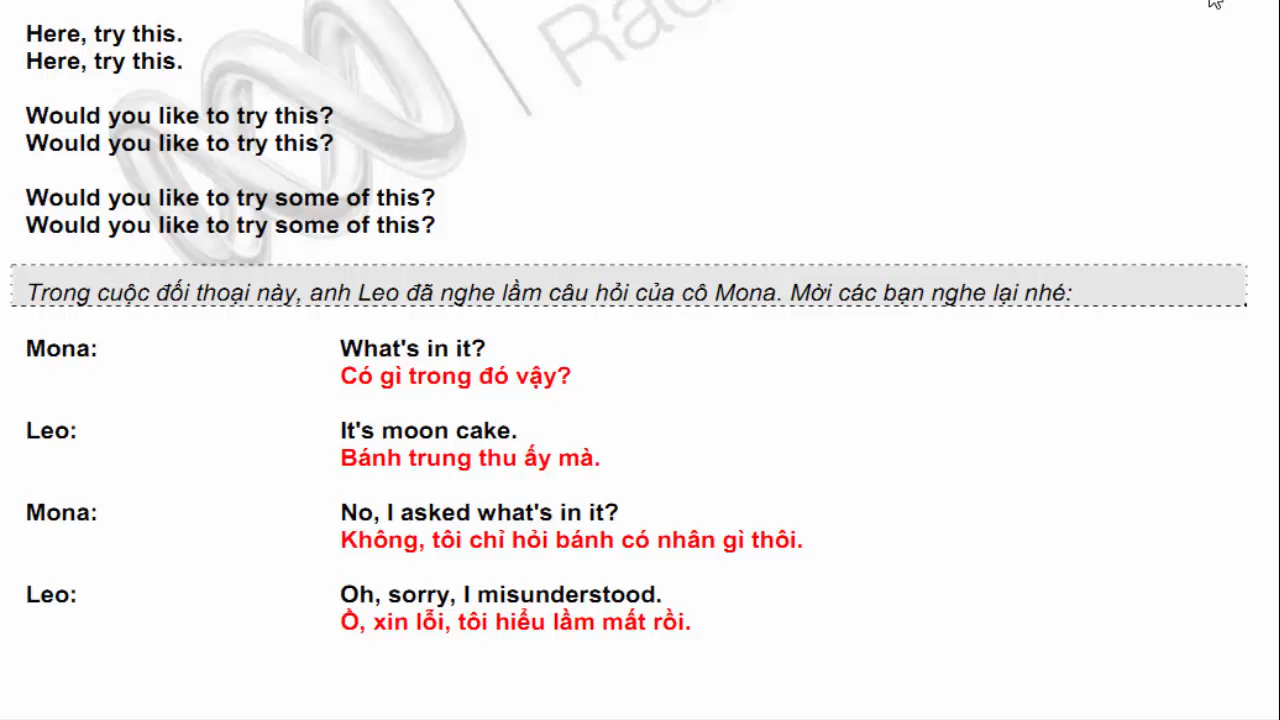 Here, try this.
Here, try this.
Would you like to try this?
Would you like to try this?
Would you like to try some of this?
Would you like to try some of this?
Trong cuộc đối thoại này, anh Leo đã nghe lầm câu hỏi của cô Mona. Mời các bạn nghe lại nhé:
Mona: What's in it?
Có gì trong đó vậy?
Leo: It's moon cake.
Bánh trung thu ấy mà.
Mona: No, I asked what's in it?
Không, tôi chỉ hỏi bánh có nhân gì thôi.
Leo: Oh, sorry, I misunderstood.
Ồ, xin lỗi, tôi hiểu lầm mất rồi.